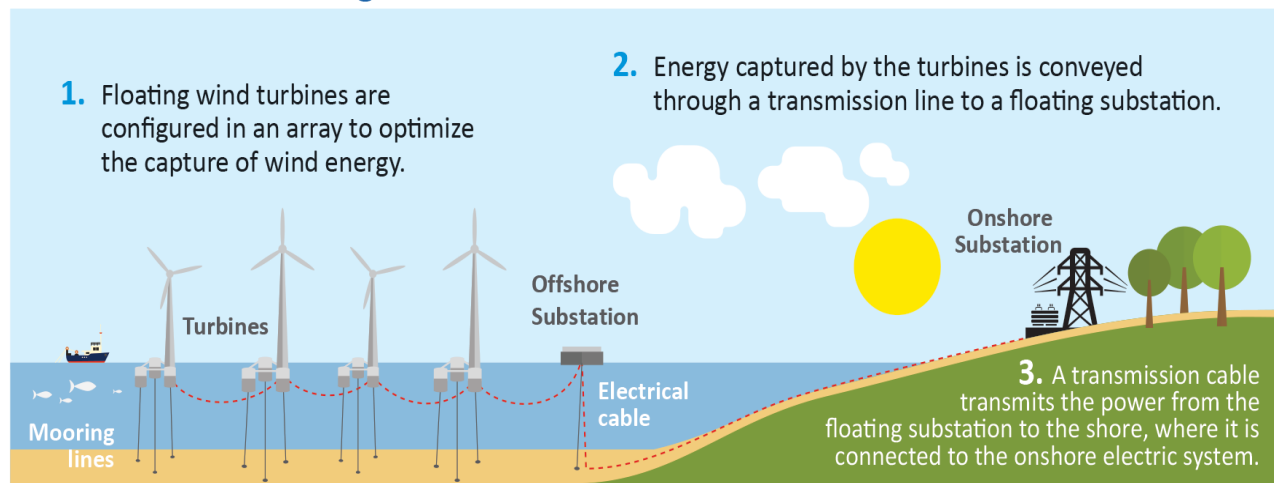 1. Floating wind turbines are
configured in an array to optimize
the capture of wind energy.
2. Energy captured by the turbines is conveyed
through a transmission line to a floating substation.
Turbines
Offshore
Substation
Onshore
Substation
Mooring
lines
Electrical
cable
3. A transmission cable
transmits the power from the
floating substation to the shore, where it is
connected to the onshore electric system.